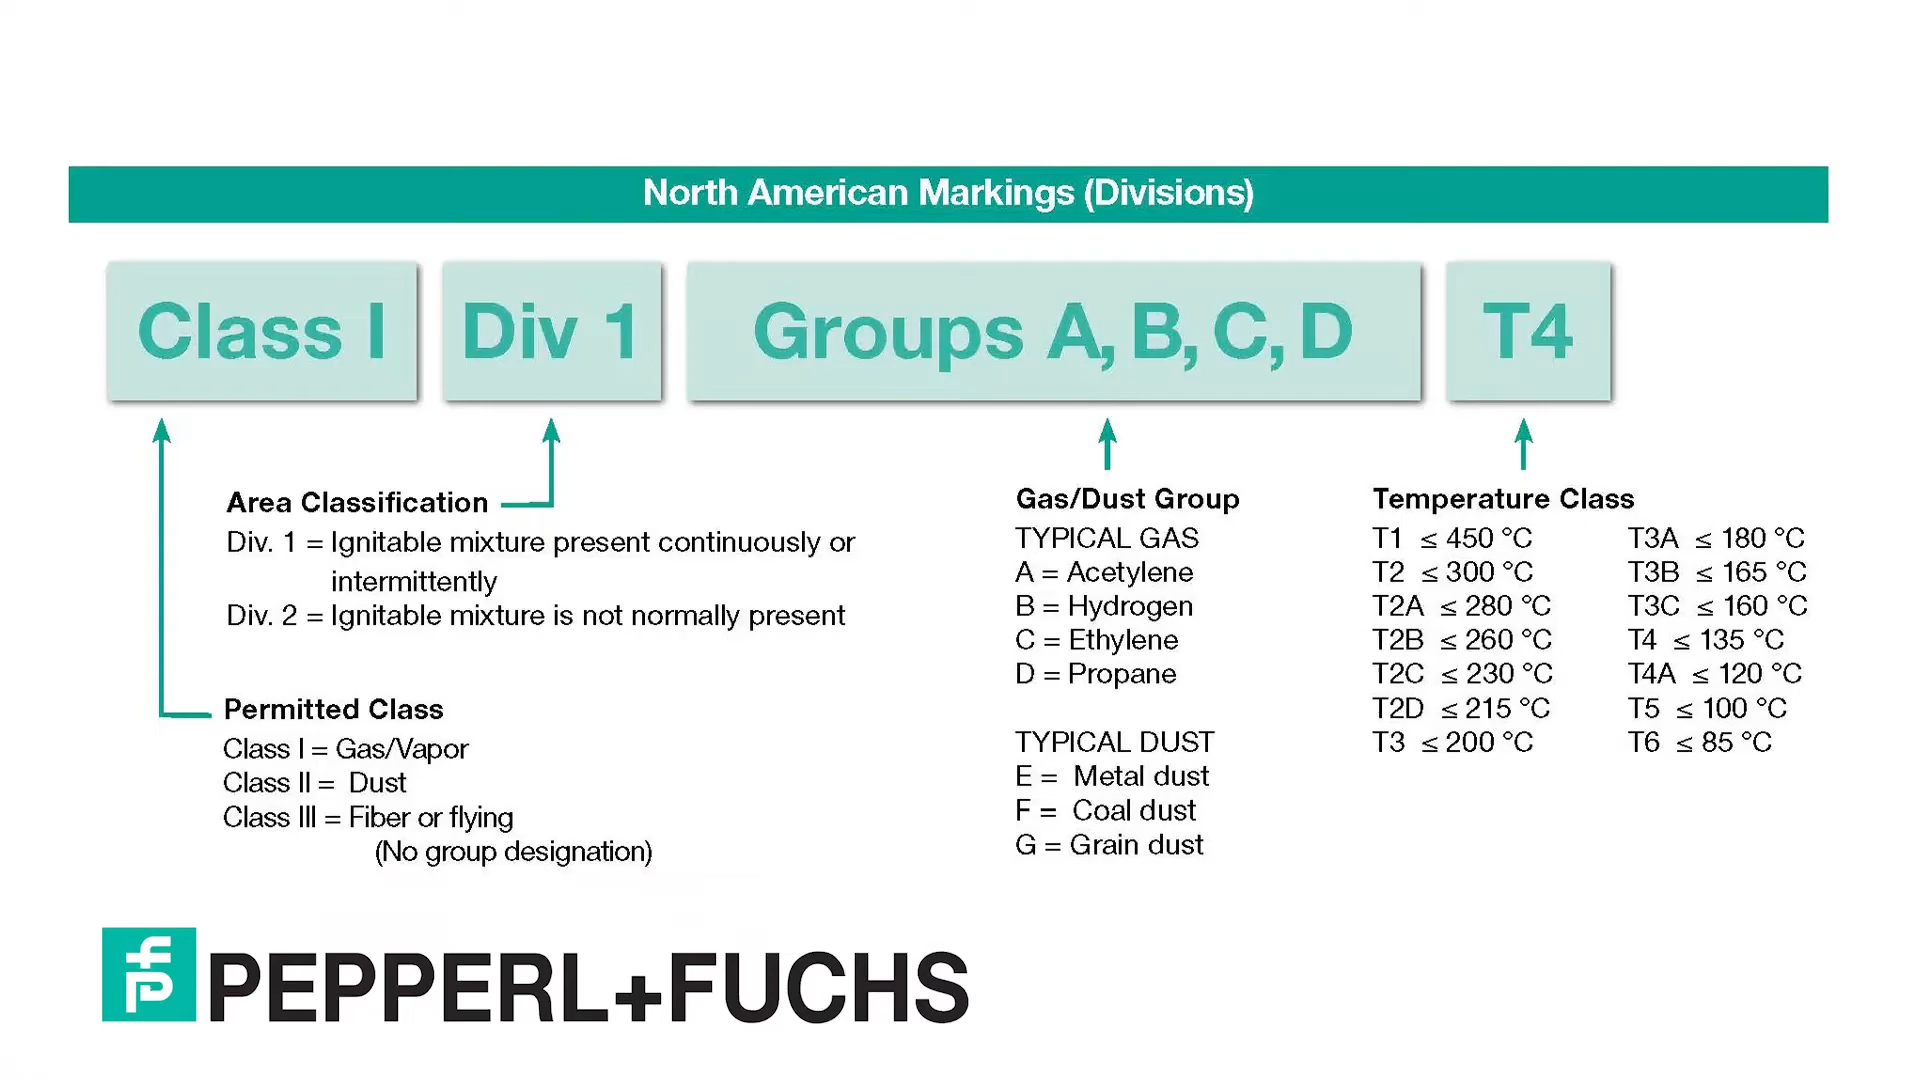 North American Markings (Divisions)
Class I
Div 1
Groups A, B, C, D
T4
Area Classification
Div. 1 = Ignitable mixture present continuously or
intermittently
Div. 2 = Ignitable mixture is not normally present
Permitted Class
Class I = Gas/Vapor
Class II = Dust
Class III = Fiber or flying
(No group designation)
Gas/Dust Group
TYPICAL GAS
A = Acetylene
B = Hydrogen
C = Ethylene
D = Propane
TYPICAL DUST
E = Metal dust
F = Coal dust
G = Grain dust
Temperature Class
T1 ≤ 450 °C
T2 ≤ 300 °C
T2A ≤ 280 °C
T2B ≤ 260 °C
T2C ≤ 230 °C
T2D ≤ 215 °C
T3 ≤ 200 °C
T3A ≤ 180 °C
T3B ≤ 165 °C
T3C ≤ 160 °C
T4 ≤ 135 °C
T4A ≤ 120 °C
T5 ≤ 100 °C
T6 ≤ 85 °C
PEPPERL+FUCHS